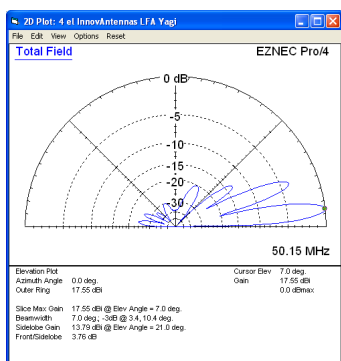 2D Plot: 4 el InnovAntennas LFA Yagi
File Edit View Options Reset
Total Field
EZNEC Pro/4
0 dB
-5
-10
-15
-20
-30
50.15 MHz
Elevation Plot
Azimuth Angle 0.0 deg.
Outer Ring 17.55 dBi
Cursor Elev 7.0 deg.
Gain 17.55 dBi
0.0 dBmax
Slice Max Gain 17.55 dBi @ Elev Angle = 7.0 deg.
Beamwidth 7.0 deg.; -3dB @ 3.4, 10.4 deg.
Sidelobe Gain 13.79 dBi @ Elev Angle = 21.0 deg.
Front/Sidelobe 3.76 dB